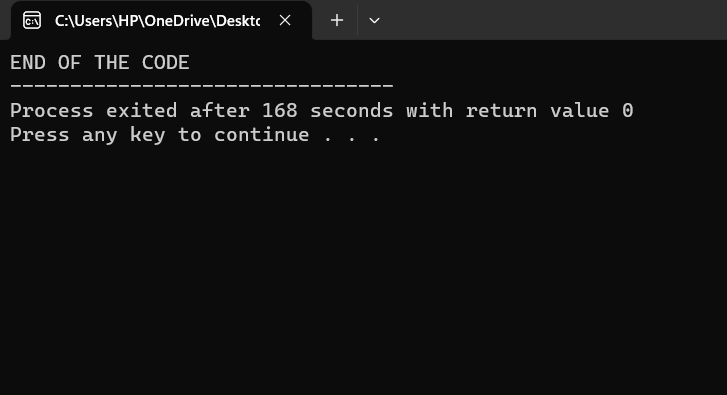 C:\Users\HP\OneDrive\Deskto
END OF THE CODE
--------------------------------
Process exited after 168 seconds with return value 0
Press any key to continue . . .